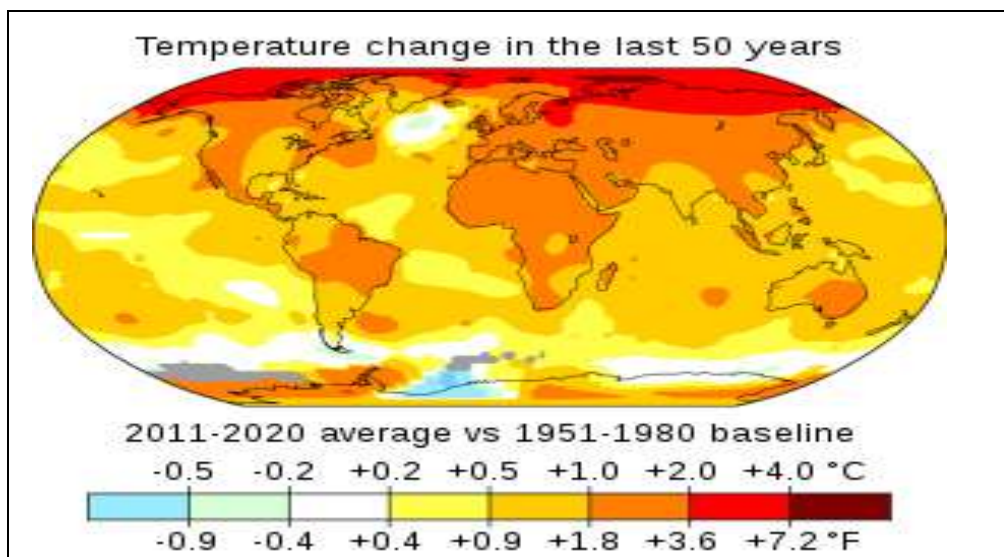 Temperature change in the last 50 years
2011-2020 average vs 1951-1980 baseline
-0.5 -0.2 +0.2 +0.5 +1.0 +2.0 +4.0 °C
-0.9 -0.4 +0.4 +0.9 +1.8 +3.6 +7.2 °F